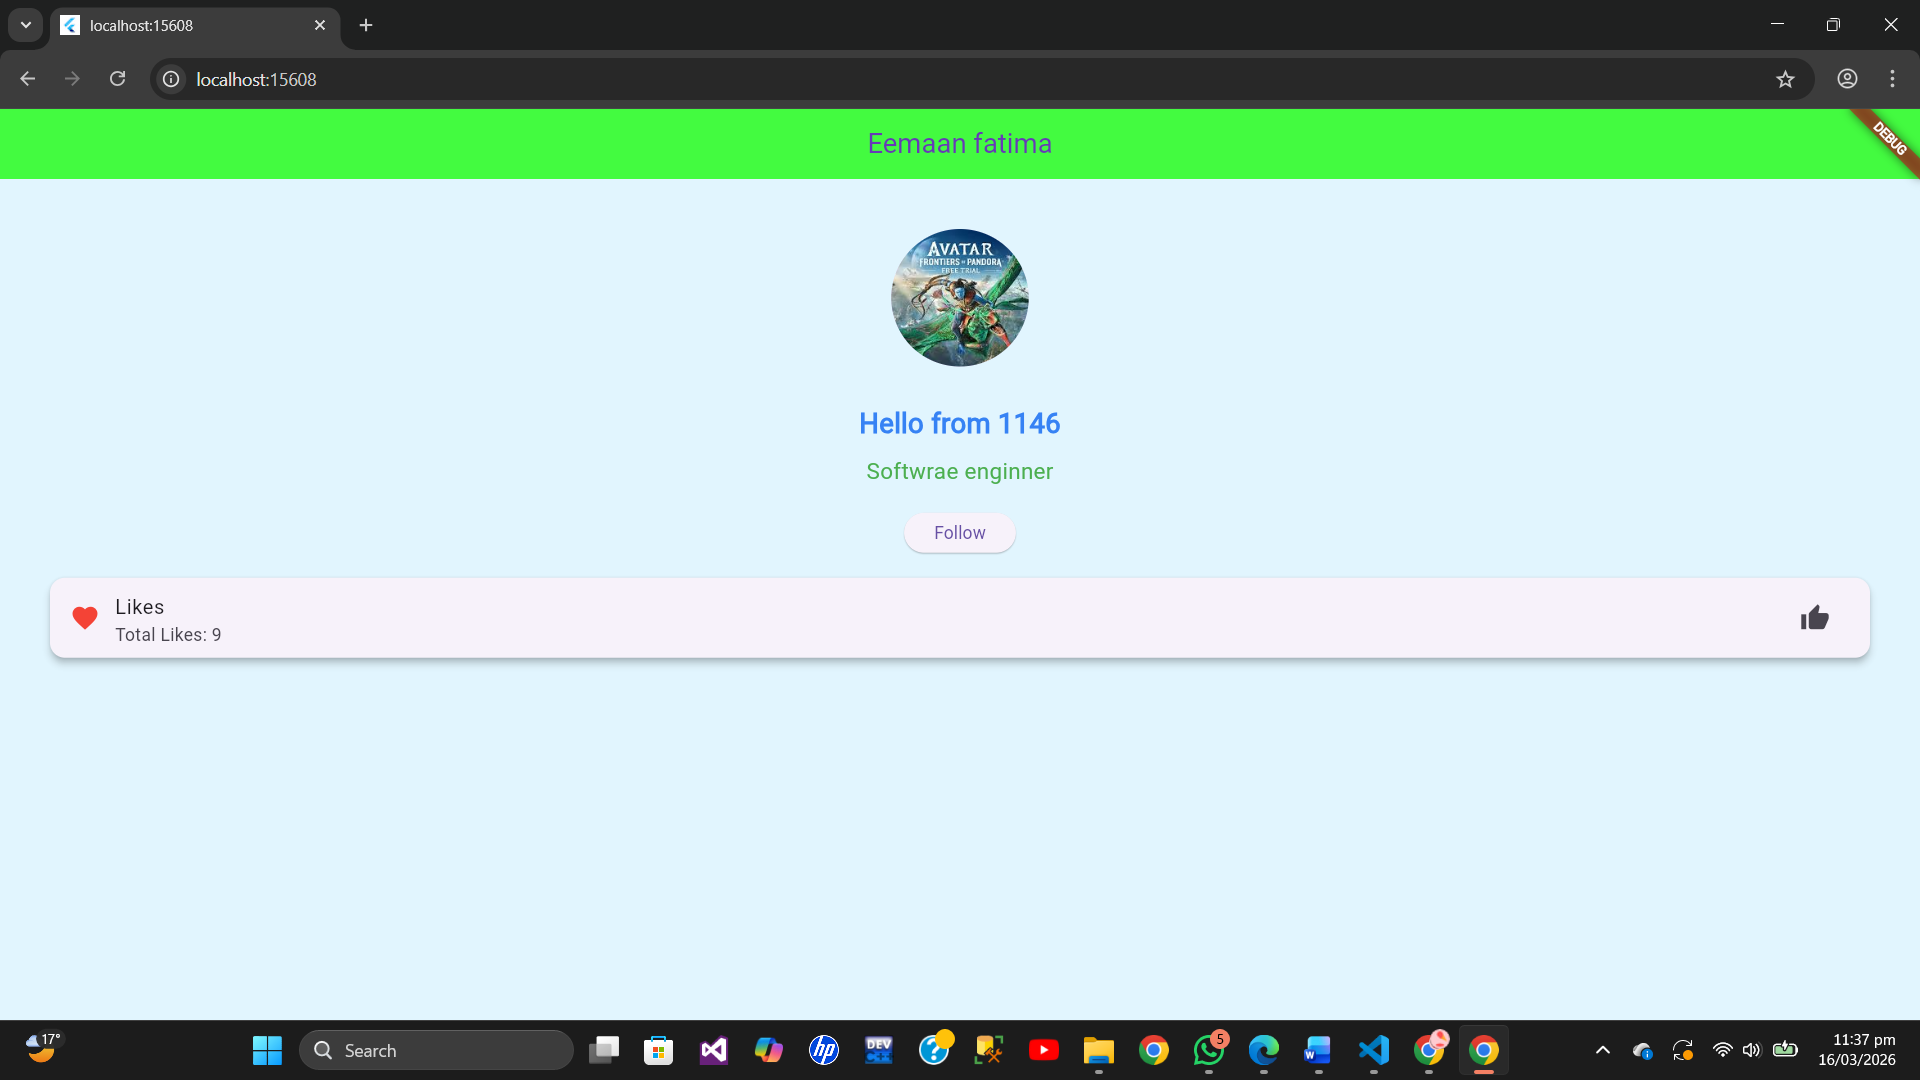 localhost:15608
localhost:15608
Eemaan fatima
DEBUG
AVATAR
FRONTIERS of PANDORA
FREE TRIAL
Hello from 1146
Softwrae enginner
Follow
Likes
Total Likes: 9
17°
Search
hp
DEV
5
W
11:37 pm
16/03/2026